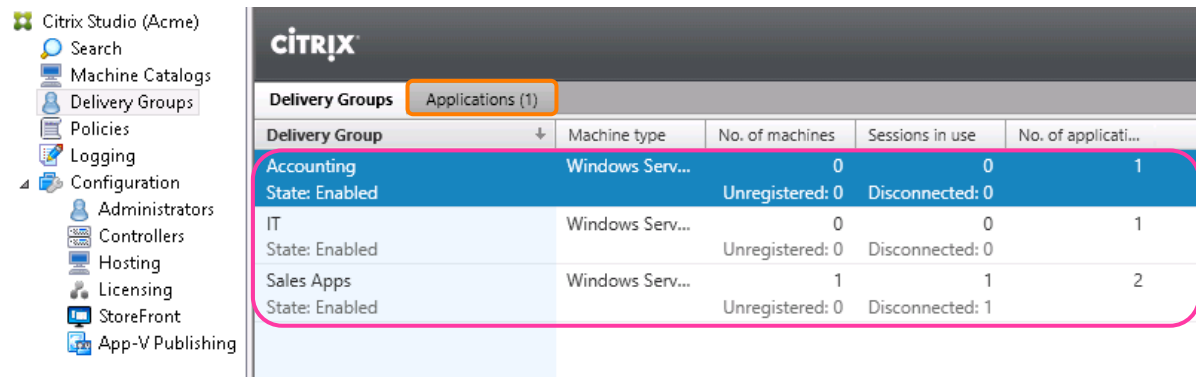 Citrix Studio (Acme)
Search
Machine Catalogs
Delivery Groups
Policies
Logging
Configuration
Administrators
Controllers
Hosting
Licensing
StoreFront
App-V Publishing
CİTRIX
Delivery Groups Applications (1)
Delivery Group Machine type No. of machines Sessions in use No. of applicati...
Accounting Windows Serv... 0 0 1
State: Enabled Unregistered: 0 Disconnected: 0
IT Windows Serv... 0 0 1
State: Enabled Unregistered: 0 Disconnected: 0
Sales Apps Windows Serv... 1 1 2
State: Enabled Unregistered: 0 Disconnected: 1